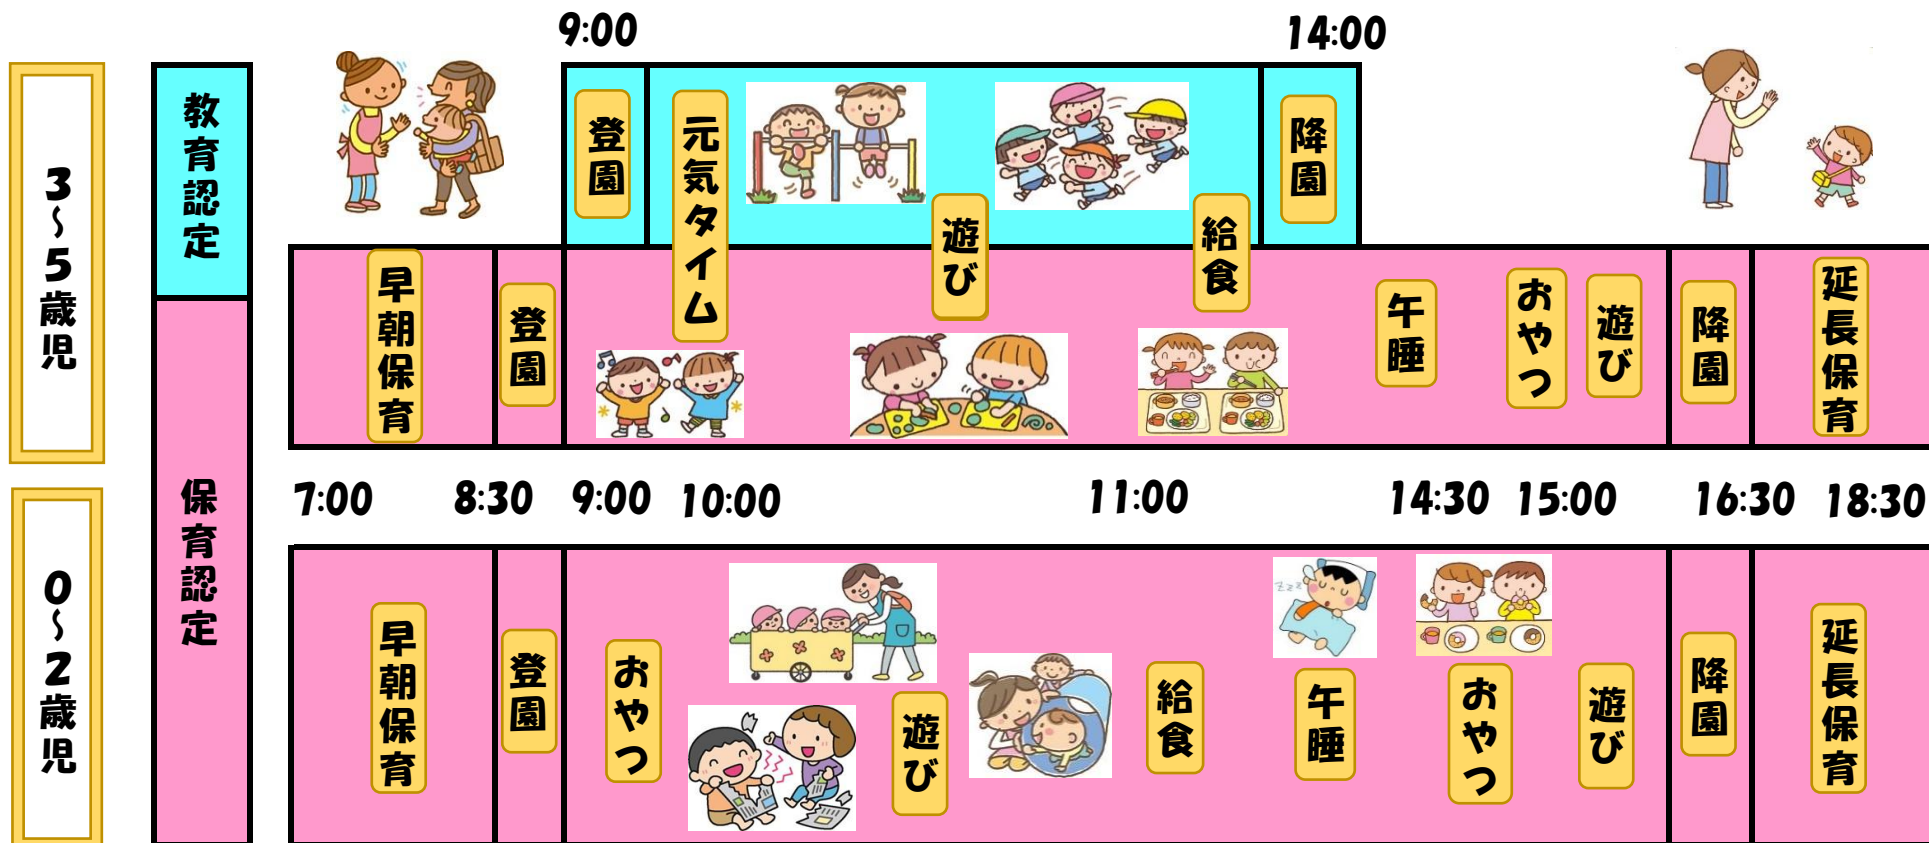 9:00
14:00
3～5歳児
教育認定
登園
元気タイム
遊び
給食
降園
早朝保育
登園
午睡
おやつ
遊び
降園
延長保育
保育認定
7:00
8:30
9:00
10:00
11:00
14:30
15:00
16:30
18:30
0～2歳児
早朝保育
登園
おやつ
遊び
給食
zzz
午睡
おやつ
遊び
降園
延長保育